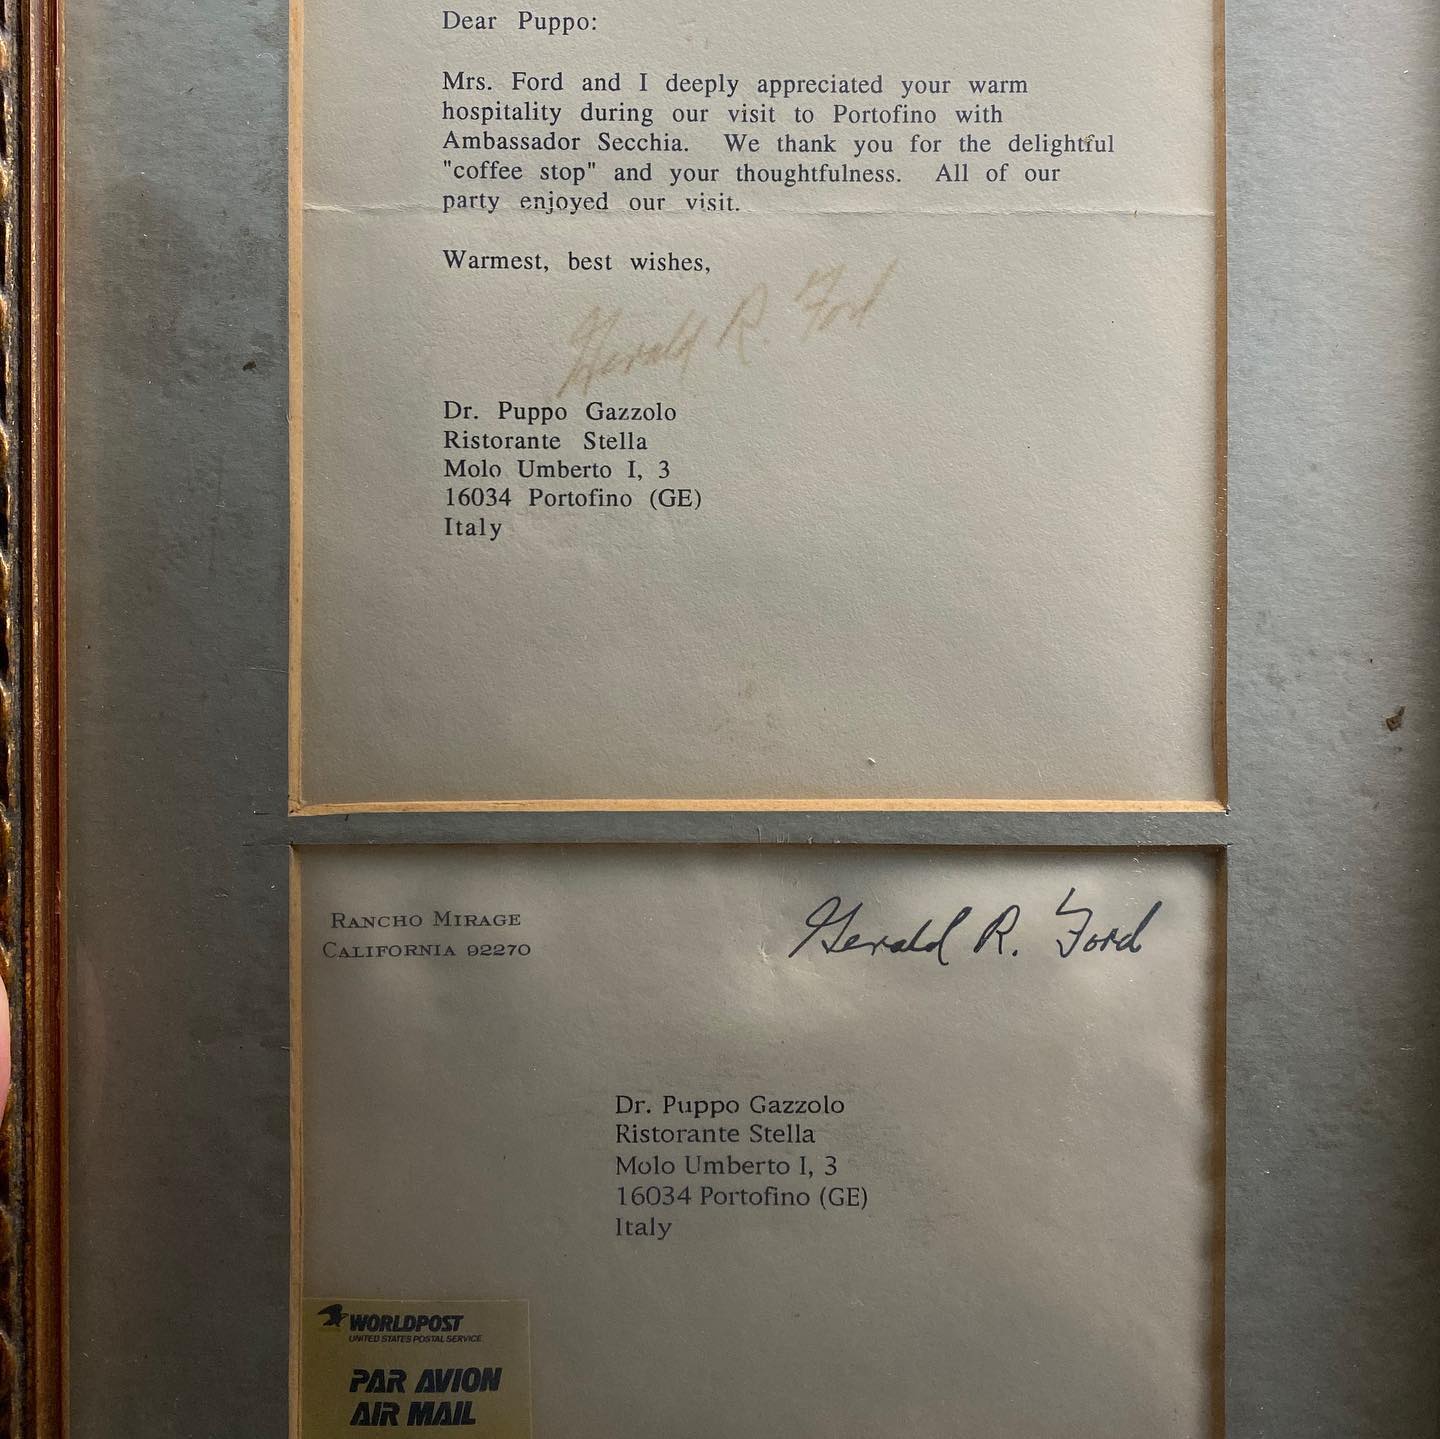 Dear Puppo:
Mrs. Ford and I deeply appreciated your warm
hospitality during our visit to Portofino with
Ambassador Secchia. We thank you for the delightful
"coffee stop" and your thoughtfulness. All of our
party enjoyed our visit.
Warmest, best wishes,
Gerald R. Ford
Dr. Puppo Gazzolo
Ristorante Stella
Molo Umberto I, 3
16034 Portofino (GE)
Italy
RANCHO MIRAGE
CALIFORNIA 92270
Gerald R. Ford
Dr. Puppo Gazzolo
Ristorante Stella
Molo Umberto I, 3
16034 Portofino (GE)
Italy
WORLDPOST
UNITED STATES POSTAL SERVICE
PAR AVION
AIR MAIL